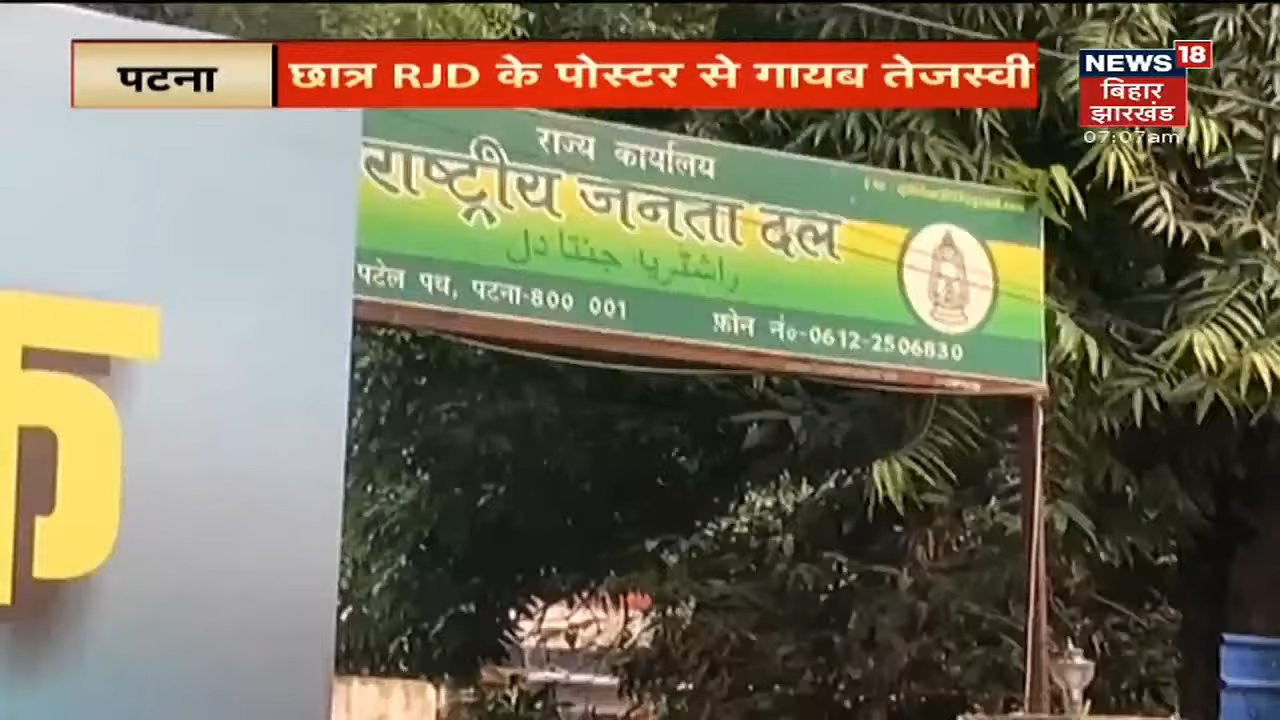 पटना
छात्र RJD के पोस्टर से गायब तेजस्वी
NEWS 18
बिहार
झारखंड
07:07am
राज्य कार्यालय
राष्ट्रीय जनता दल
راشٹریہ جنتا دل
पटेल पथ, पटना-800 001
फ़ोन नं०-0612-2506830